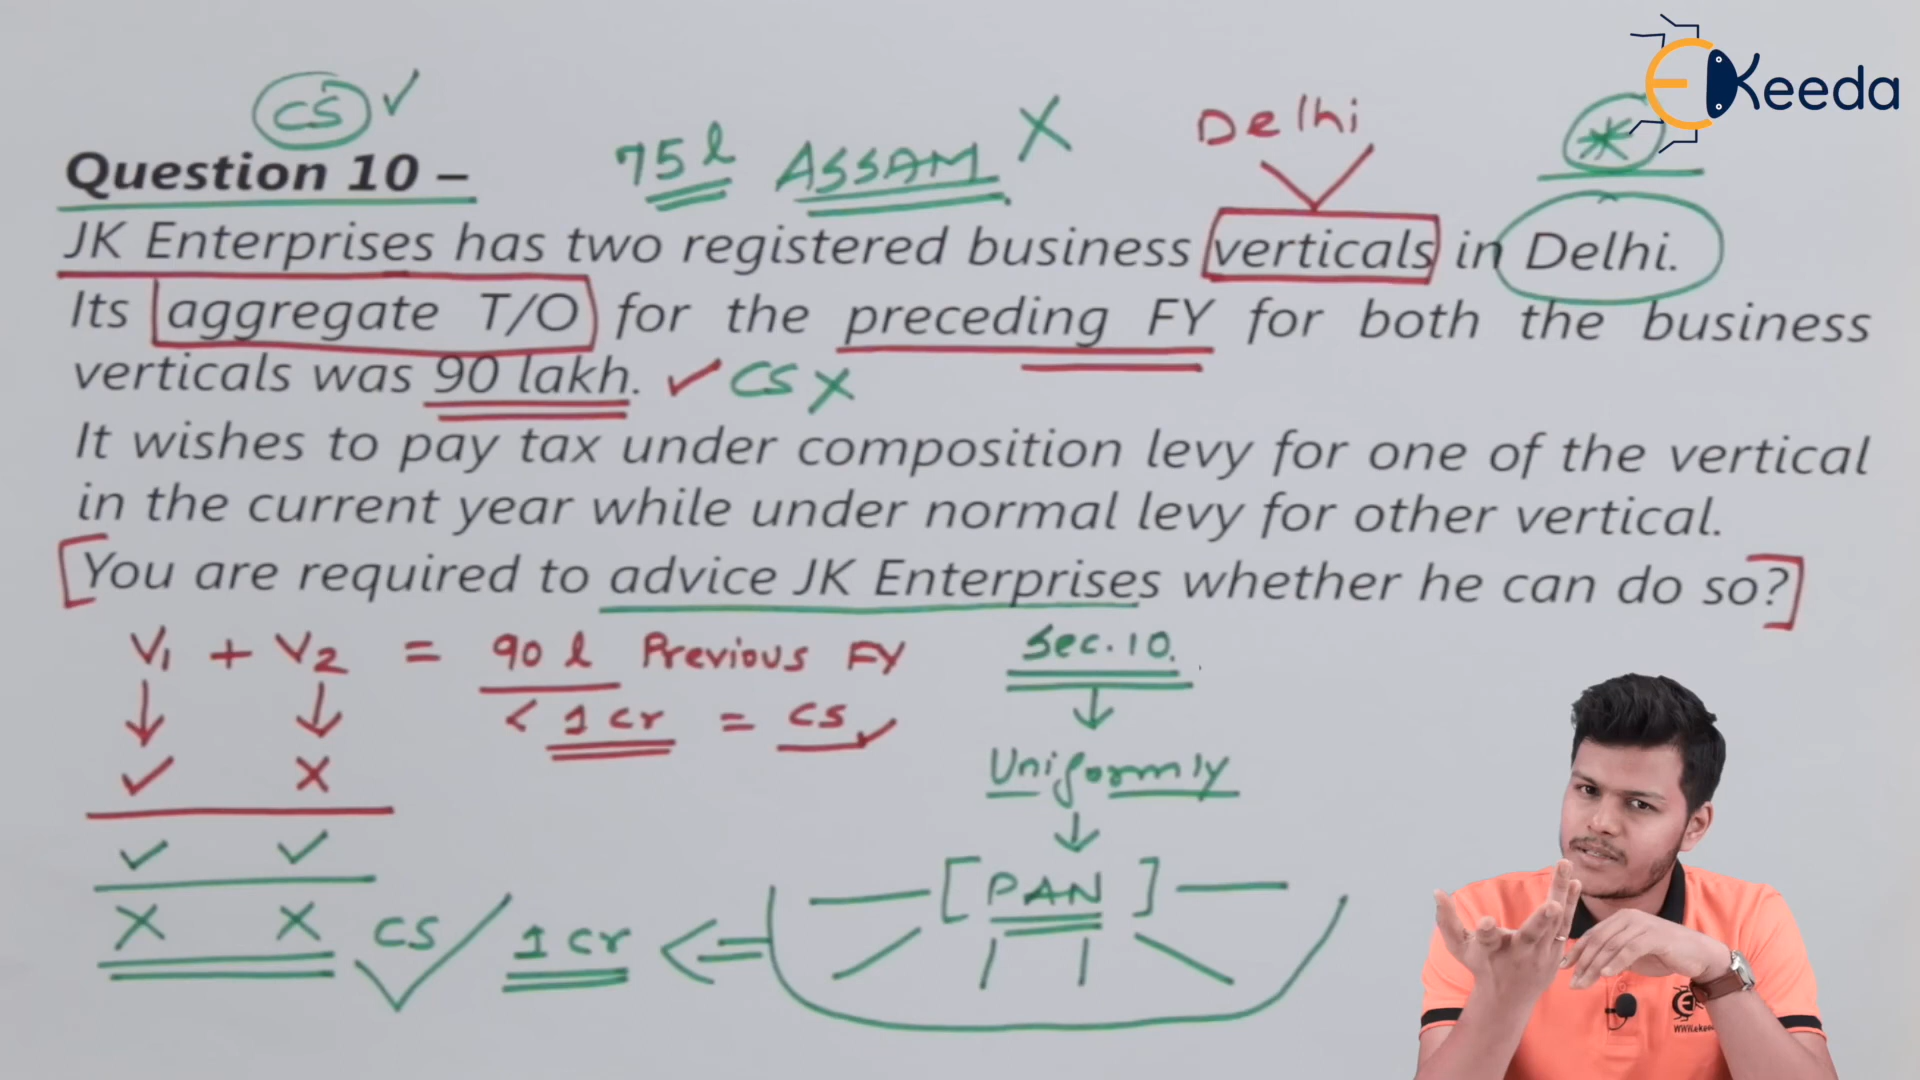 EKeeda
CS ✓
75 l ASSAM X
Delhi
Question 10 –
JK Enterprises has two registered business verticals in Delhi.
Its aggregate T/O for the preceding FY for both the business
verticals was 90 lakh. ✓ CS X
It wishes to pay tax under composition levy for one of the vertical
in the current year while under normal levy for other vertical.
[You are required to advice JK Enterprises whether he can do so?]
V1 + V2 = 90 l Previous FY
< 1 Cr = CS ✓
✓ X
✓ ✓
X X CS ✓
Sec. 10.
Uniformly
[PAN]
1 Cr
www.ekee